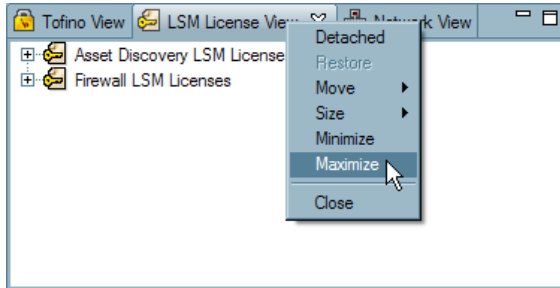 Tofino View LSM License View Network View
Asset Discovery LSM License
Firewall LSM Licenses
Detached
Restore
Move
Size
Minimize
Maximize
Close